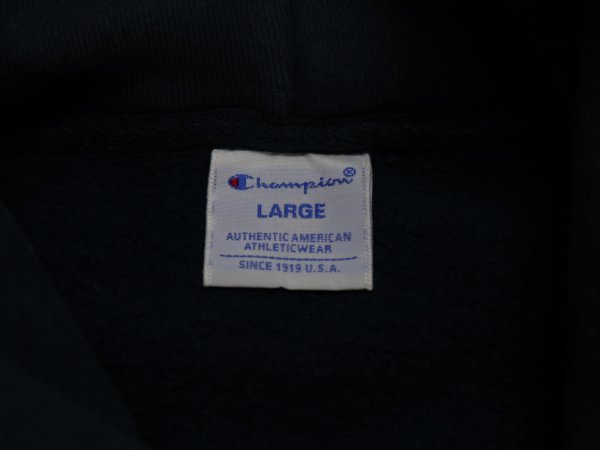 Champion®
LARGE
AUTHENTIC AMERICAN
ATHLETICWEAR
SINCE 1919 U.S.A.